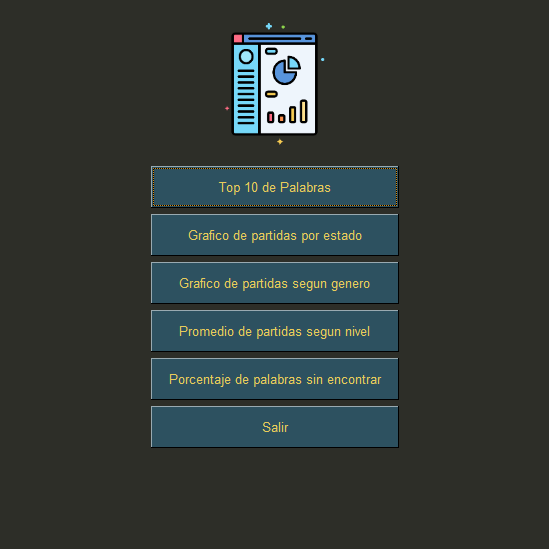 Top 10 de Palabras
Grafico de partidas por estado
Grafico de partidas segun genero
Promedio de partidas segun nivel
Porcentaje de palabras sin encontrar
Salir